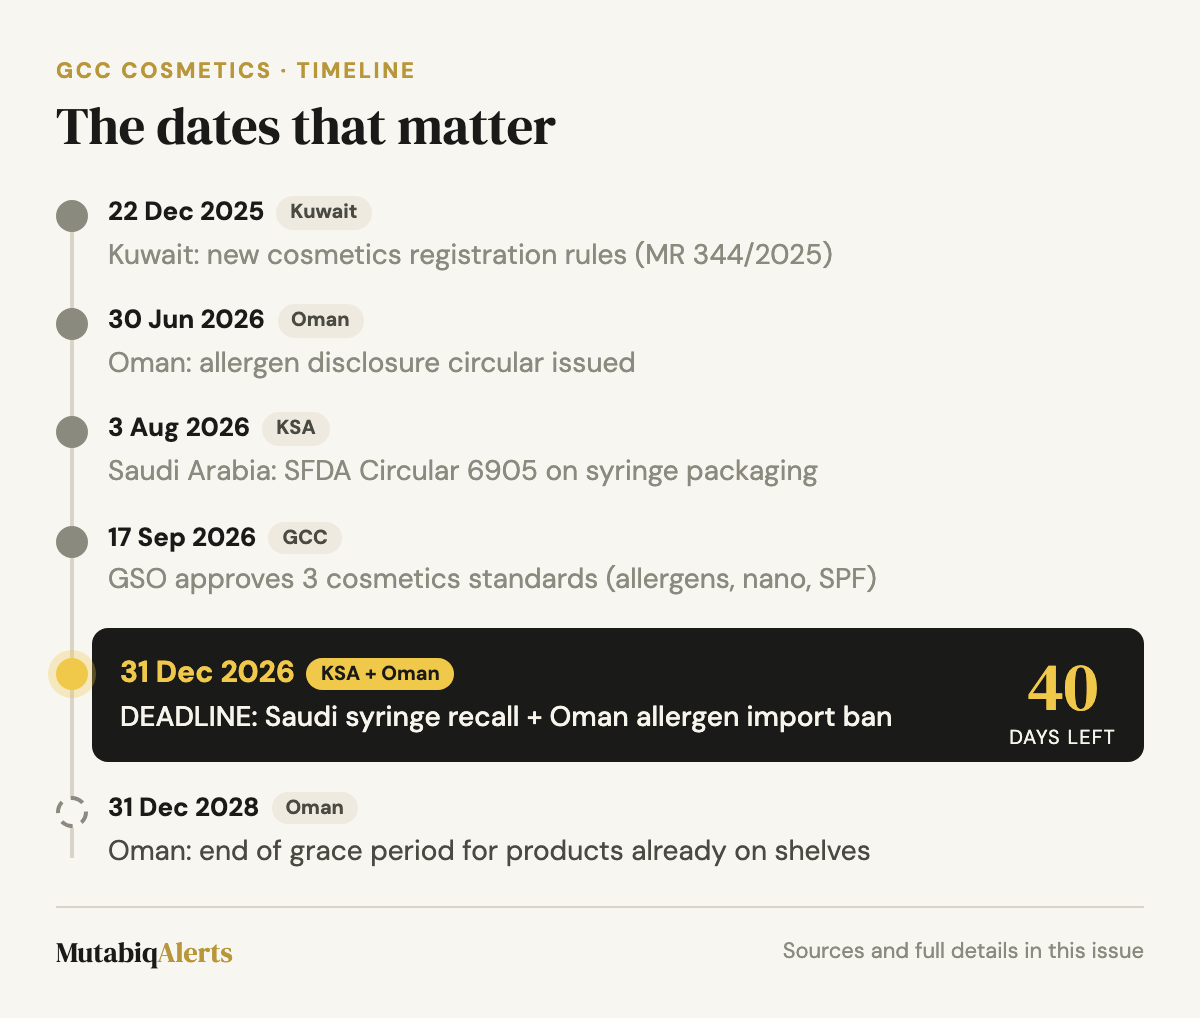 GCC COSMETICS · TIMELINE
The dates that matter
22 Dec 2025 Kuwait
Kuwait: new cosmetics registration rules (MR 344/2025)
30 Jun 2026 Oman
Oman: allergen disclosure circular issued
3 Aug 2026 KSA
Saudi Arabia: SFDA Circular 6905 on syringe packaging
17 Sep 2026 GCC
GSO approves 3 cosmetics standards (allergens, nano, SPF)
31 Dec 2026 KSA + Oman
DEADLINE: Saudi syringe recall + Oman allergen import ban
40
DAYS LEFT
31 Dec 2028 Oman
Oman: end of grace period for products already on shelves
MutabiqAlerts
Sources and full details in this issue